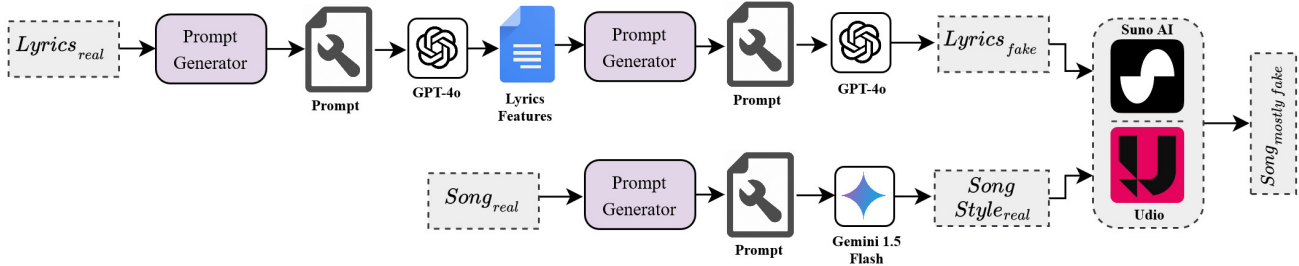 Lyrics_real
Prompt
Generator
Prompt
GPT-4o
Lyrics
Features
Prompt
Generator
Prompt
GPT-4o
Lyrics_fake
Suno AI
Udio
Song_mostly fake
Song_real
Prompt
Generator
Prompt
Gemini 1.5
Flash
Song
Style_real